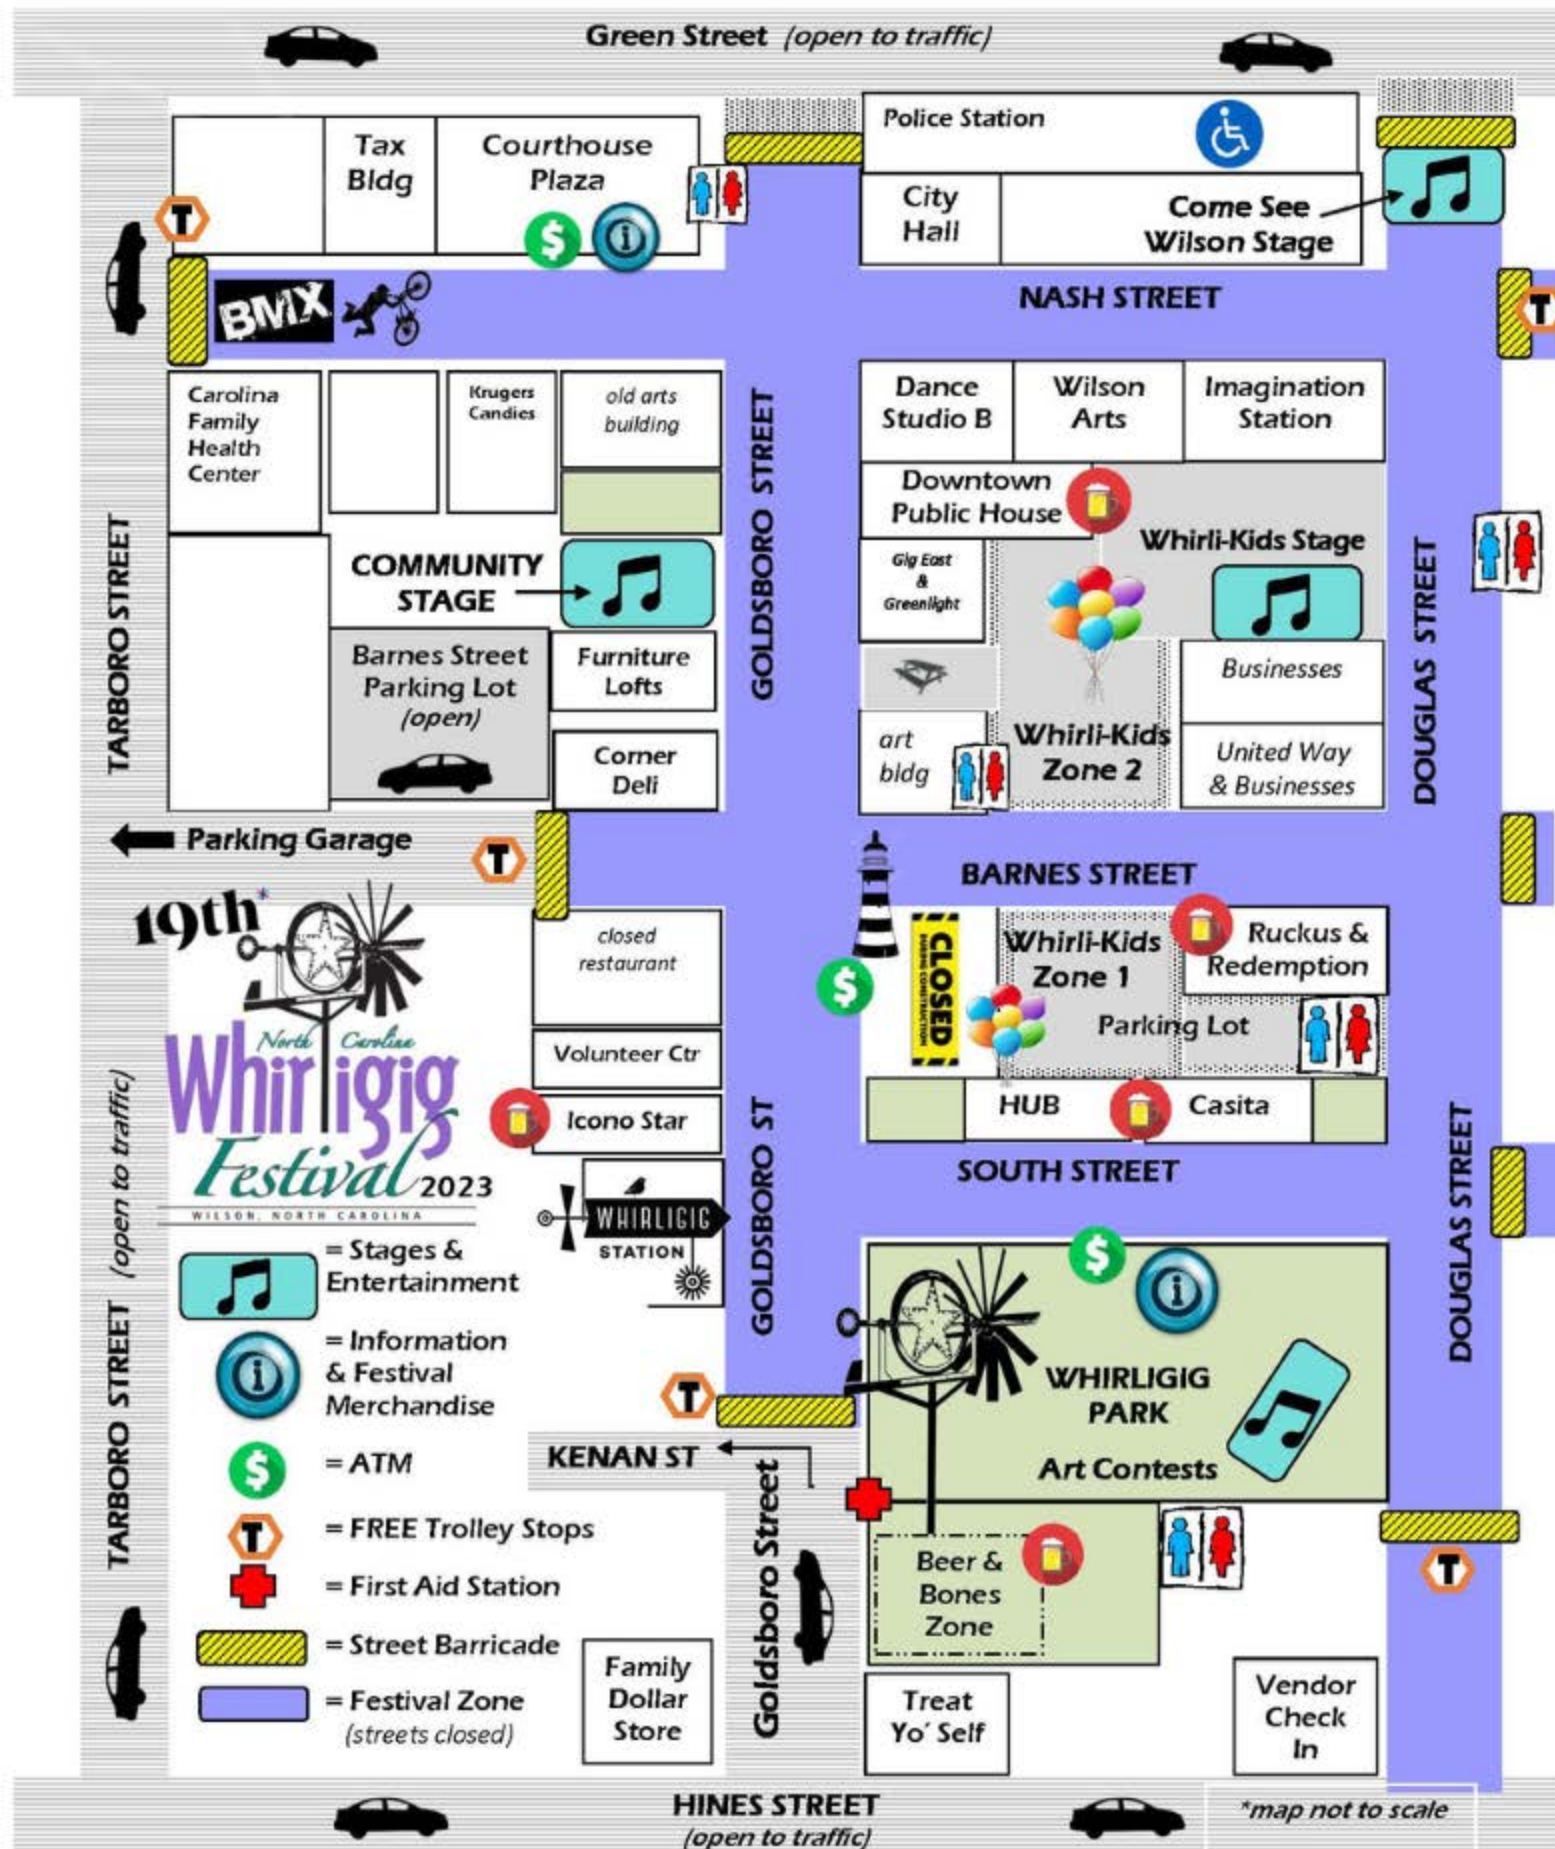 Green Street (open to traffic)
Police Station
Tax
Bldg
Courthouse
Plaza
City
Hall
Come See
Wilson Stage
T
$
i
BMX
NASH STREET
T
Carolina
Family
Health
Center
Krugers
Candies
old arts
building
Dance
Studio B
Wilson
Arts
Imagination
Station
Downtown
Public House
Whirli-Kids Stage
Gig East
&
Greenlight
COMMUNITY
STAGE
TARBORO STREET
GOLDSBORO STREET
DOUGLAS STREET
Barnes Street
Parking Lot
(open)
Furniture
Lofts
Businesses
art
bldg
Whirli-Kids
Zone 2
Corner
Deli
United Way
& Businesses
Parking Garage
T
BARNES STREET
19th*
North Carolina
Whirligig
Festival 2023
WILSON, NORTH CAROLINA
closed
restaurant
$
CLOSED
DURING CONSTRUCTION
Whirli-Kids
Zone 1
Ruckus &
Redemption
Parking Lot
Volunteer Ctr
Icono Star
HUB
Casita
TARBORO STREET (open to traffic)
GOLDSBORO ST
DOUGLAS STREET
SOUTH STREET
WHIRLIGIG
STATION
$
i
= Stages &
Entertainment
i
= Information
& Festival
Merchandise
WHIRLIGIG
PARK
Art Contests
T
KENAN ST
$
= ATM
T
= FREE Trolley Stops
= First Aid Station
= Street Barricade
= Festival Zone
(streets closed)
Goldsboro Street
Beer &
Bones
Zone
T
Family
Dollar
Store
Treat
Yo' Self
Vendor
Check
In
HINES STREET
(open to traffic)
*map not to scale